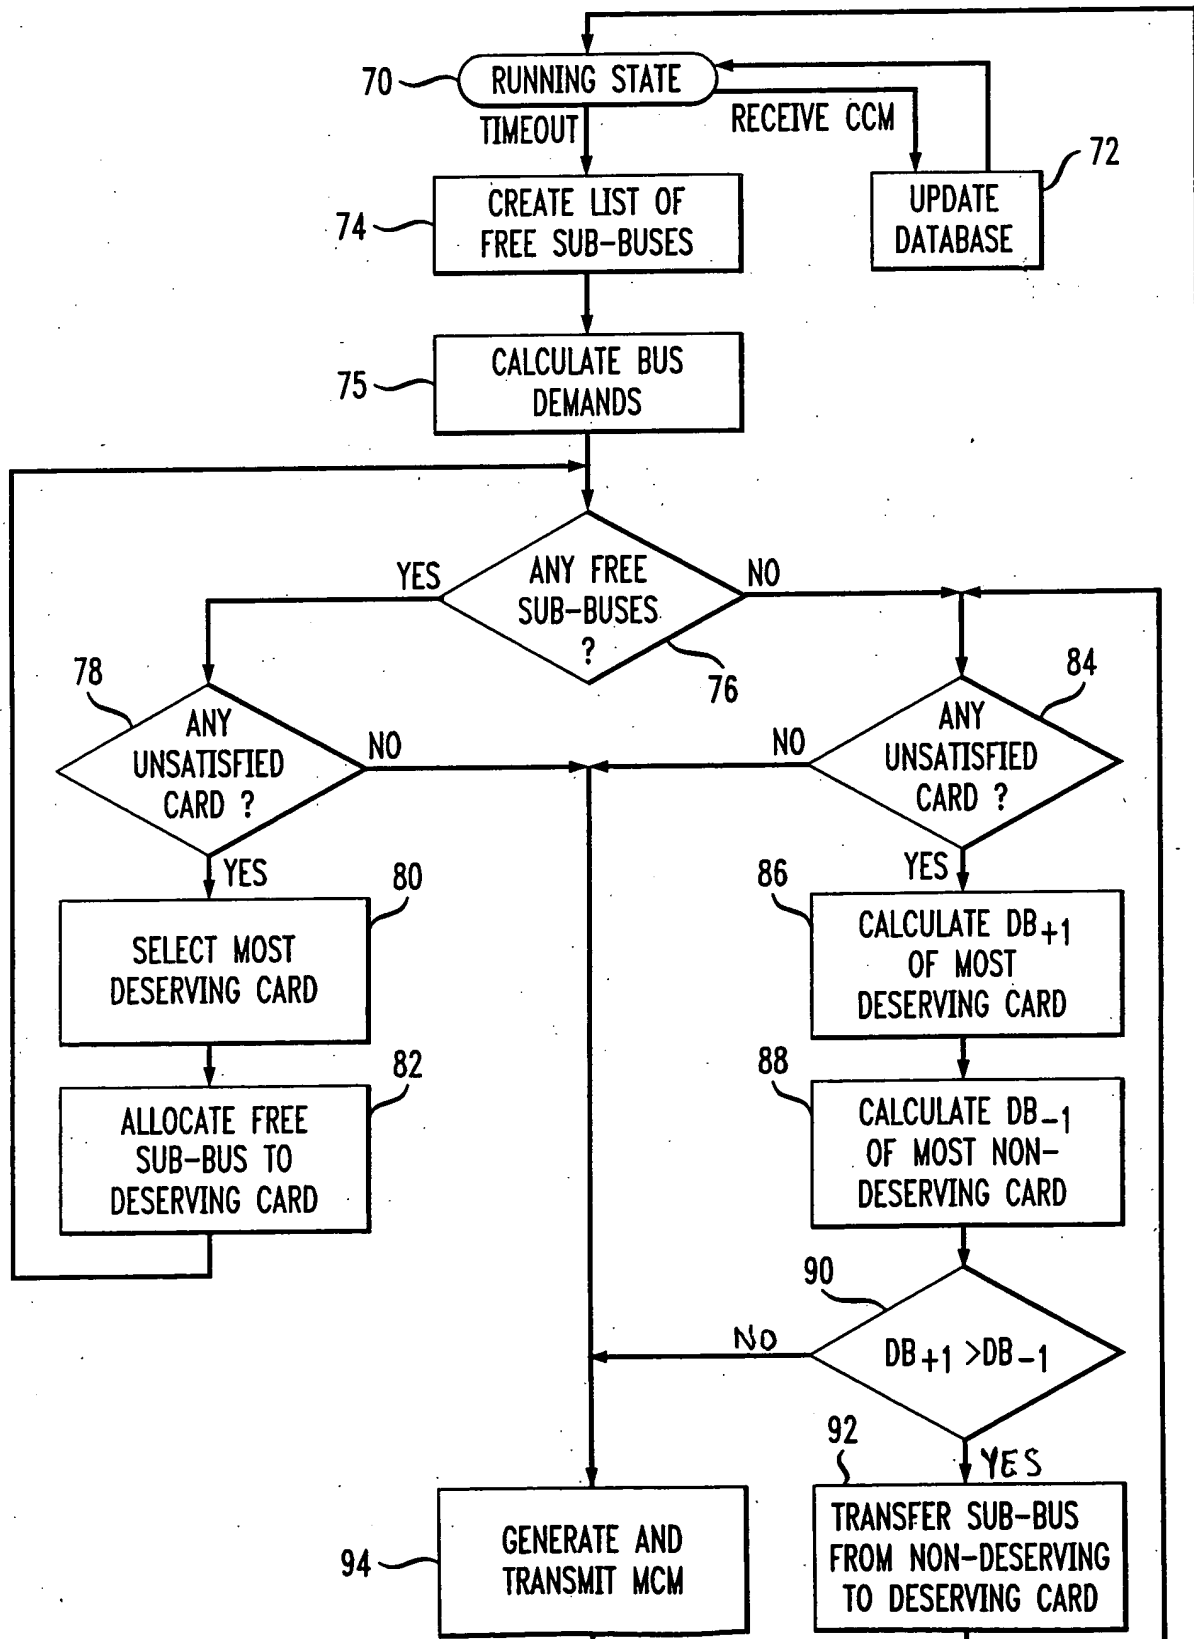 70
RUNNING STATE
TIMEOUT
RECEIVE CCM
72
UPDATE
DATABASE
74
CREATE LIST OF
FREE SUB-BUSES
75
CALCULATE BUS
DEMANDS
YES
ANY FREE
SUB-BUSES
?
NO
76
78
ANY
UNSATISFIED
CARD ?
NO
84
ANY
UNSATISFIED
CARD ?
NO
YES
80
SELECT MOST
DESERVING CARD
82
ALLOCATE FREE
SUB-BUS TO
DESERVING CARD
YES
86
CALCULATE DB+1
OF MOST
DESERVING CARD
88
CALCULATE DB-1
OF MOST NON-
DESERVING CARD
90
DB+1 >DB-1
NO
YES
92
TRANSFER SUB-BUS
FROM NON-DESERVING
TO DESERVING CARD
94
GENERATE AND
TRANSMIT MCM